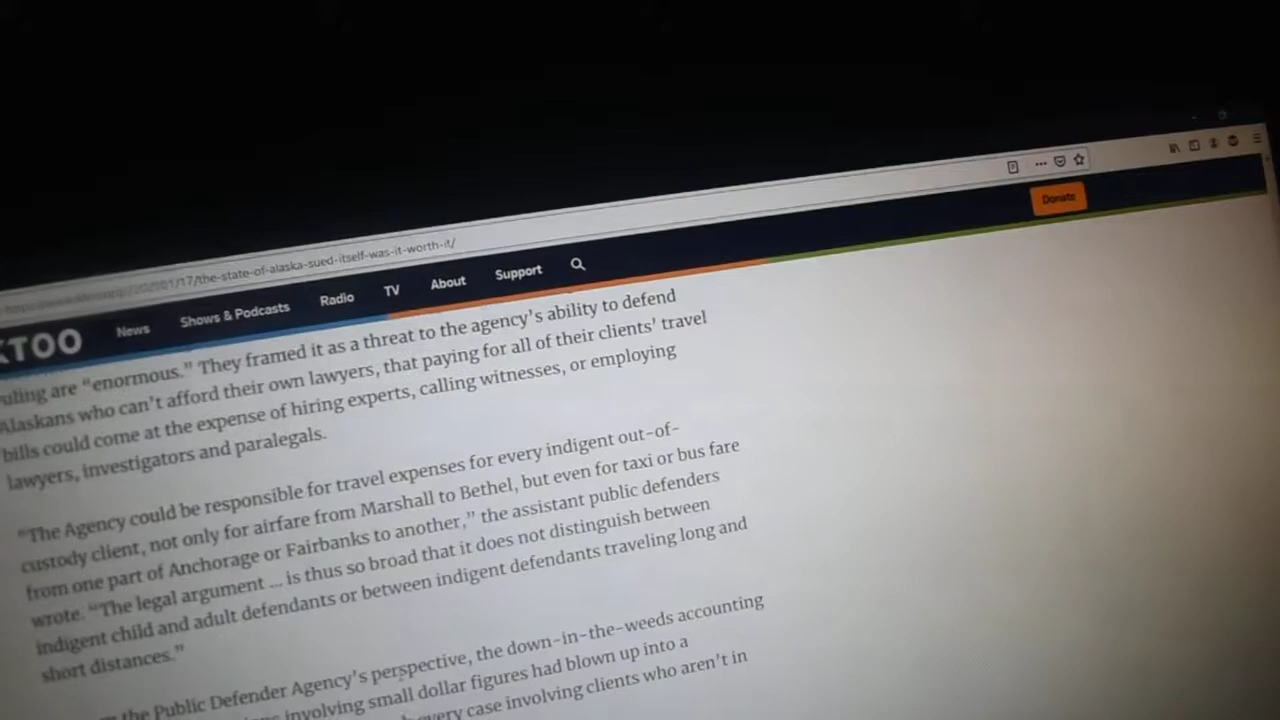 /01/17/the-state-of-alaska-sued-itself-was-it-worth-it/
KTOO News Shows & Podcasts Radio TV About Support Donate
uling are “enormous.” They framed it as a threat to the agency’s ability to defend
Alaskans who can’t afford their own lawyers, that paying for all of their clients’ travel
bills could come at the expense of hiring experts, calling witnesses, or employing
lawyers, investigators and paralegals.
“The Agency could be responsible for travel expenses for every indigent out-of-
custody client, not only for airfare from Marshall to Bethel, but even for taxi or bus fare
from one part of Anchorage or Fairbanks to another,” the assistant public defenders
wrote. “The legal argument ... is thus so broad that it does not distinguish between
indigent child and adult defendants or between indigent defendants traveling long and
short distances.”
the Public Defender Agency’s perspective, the down-in-the-weeds accounting
involving small dollar figures had blown up into a
every case involving clients who aren’t in